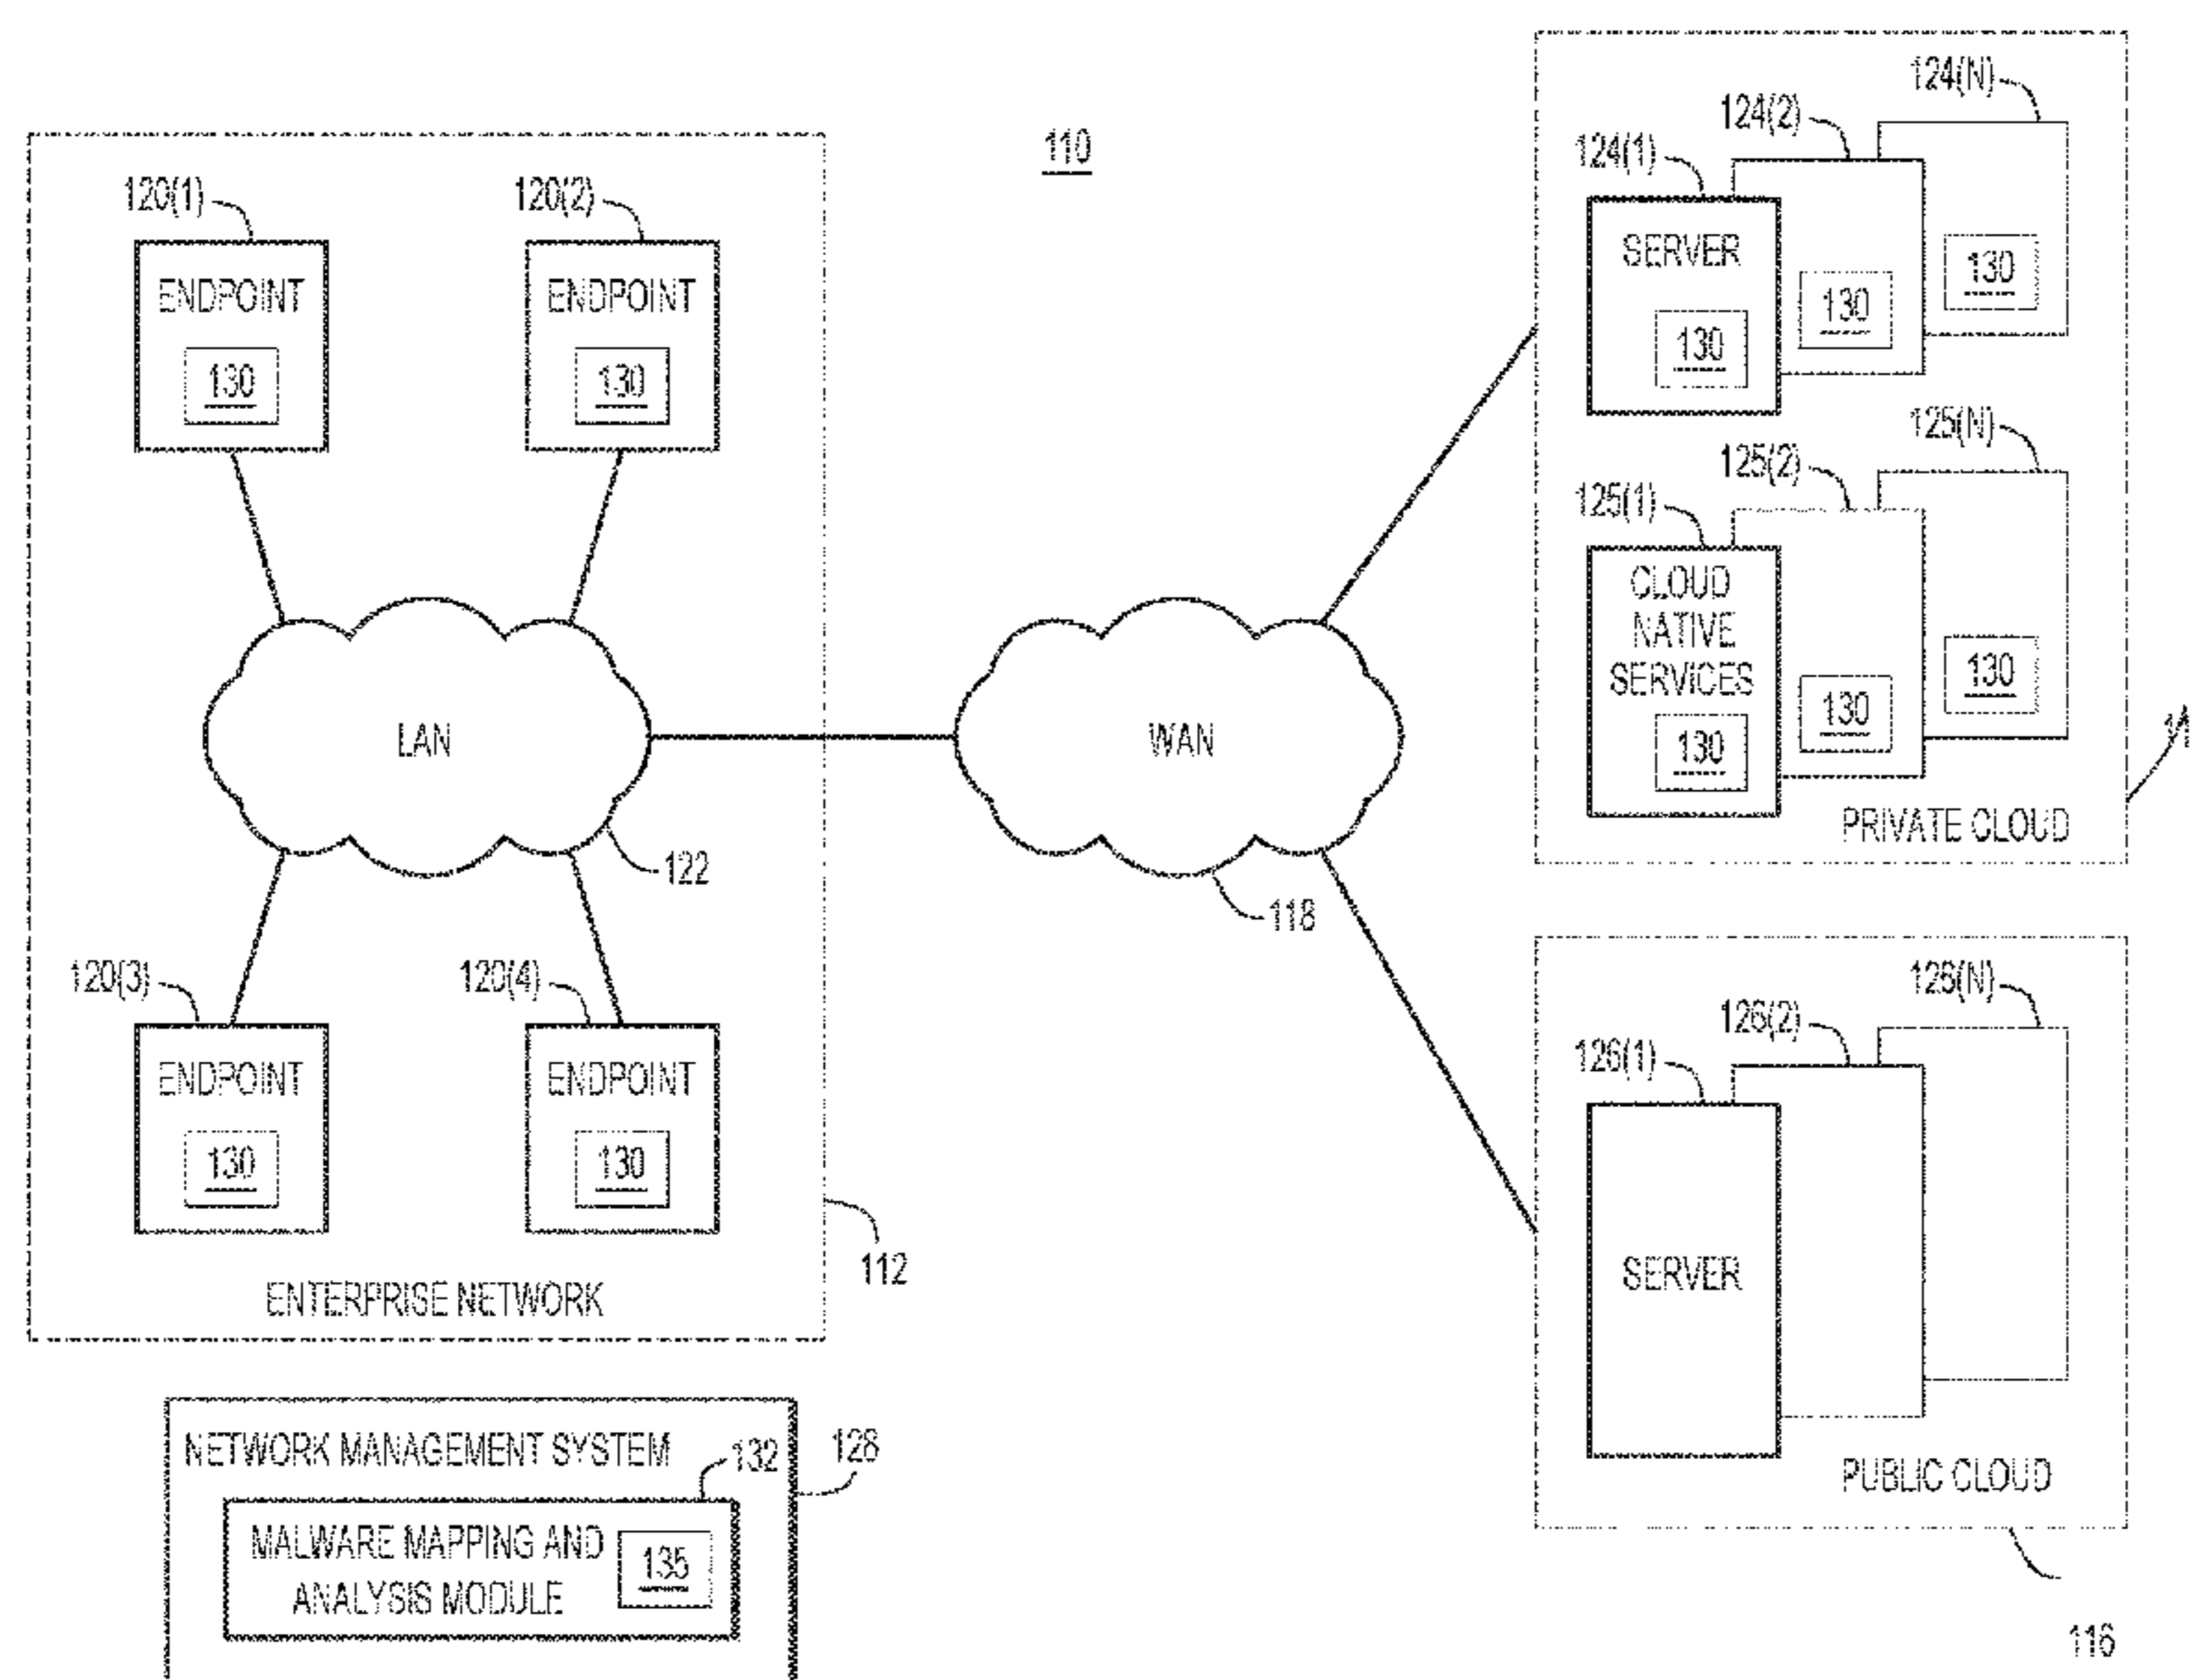 110
120(1)
120(2)
ENDPOINT
130
ENDPOINT
130
LAN
122
120(3)
120(4)
ENDPOINT
130
ENDPOINT
130
ENTERPRISE NETWORK
112
WAN
118
124(1)
124(2)
124(N)
SERVER
130
130
130
125(1)
125(2)
125(N)
CLOUD
NATIVE
SERVICES
130
130
130
PRIVATE CLOUD
126(1)
126(2)
126(N)
SERVER
PUBLIC CLOUD
116
NETWORK MANAGEMENT SYSTEM
132
128
MALWARE MAPPING AND
ANALYSIS MODULE
135